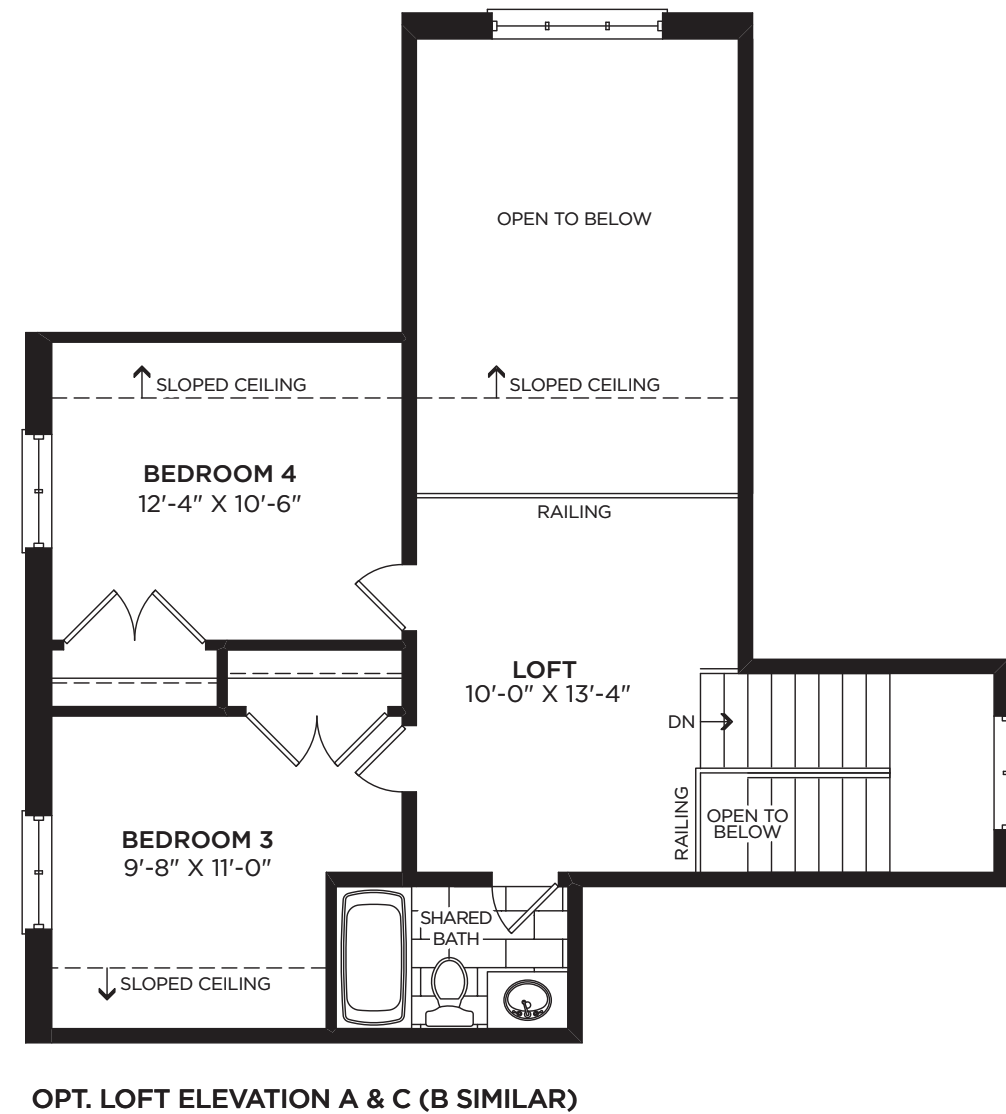 OPEN TO BELOW
SLOPED CEILING
SLOPED CEILING
BEDROOM 4
12'-4" X 10'-6"
RAILING
LOFT
10'-0" X 13'-4"
DN
RAILING
OPEN TO
BELOW
BEDROOM 3
9'-8" X 11'-0"
SHARED
BATH
SLOPED CEILING
OPT. LOFT ELEVATION A & C (B SIMILAR)